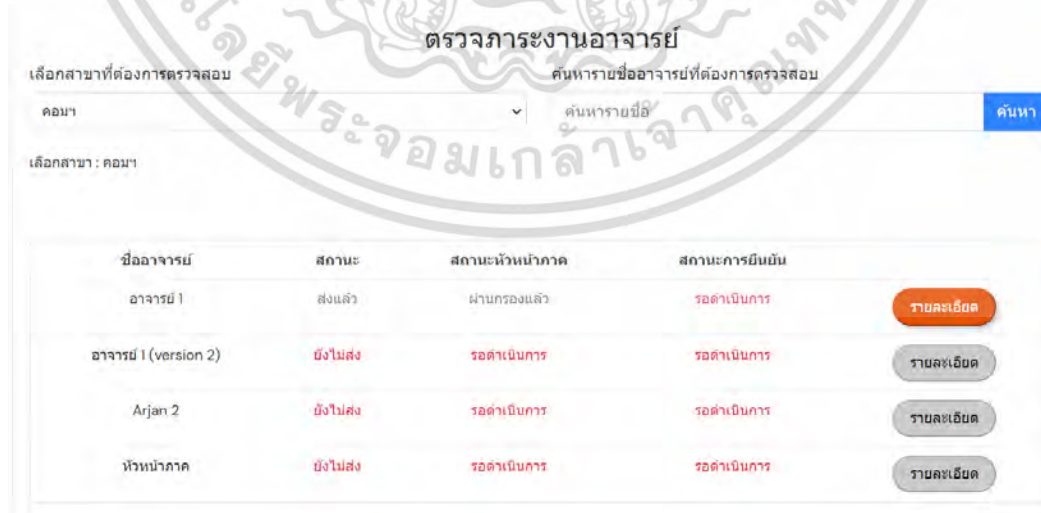 ตรวจภาระงานอาจารย์
เลือกสาขาที่ต้องการตรวจสอบ ค้นหารายชื่ออาจารย์ที่ต้องการตรวจสอบ
คอมฯ ค้นหารายชื่อ ค้นหา
เลือกสาขา : คอมฯ
พระจอมเกล้าเจ้าคุณ
ชื่ออาจารย์ สถานะ สถานะหัวหน้าภาค สถานะการยืนยัน
อาจารย์ 1 ส่งแล้ว ผ่านกรองแล้ว รอดำเนินการ รายละเอียด
อาจารย์ 1 (version 2) ยังไม่ส่ง รอดำเนินการ รอดำเนินการ รายละเอียด
Arjan 2 ยังไม่ส่ง รอดำเนินการ รอดำเนินการ รายละเอียด
หัวหน้าภาค ยังไม่ส่ง รอดำเนินการ รอดำเนินการ รายละเอียด